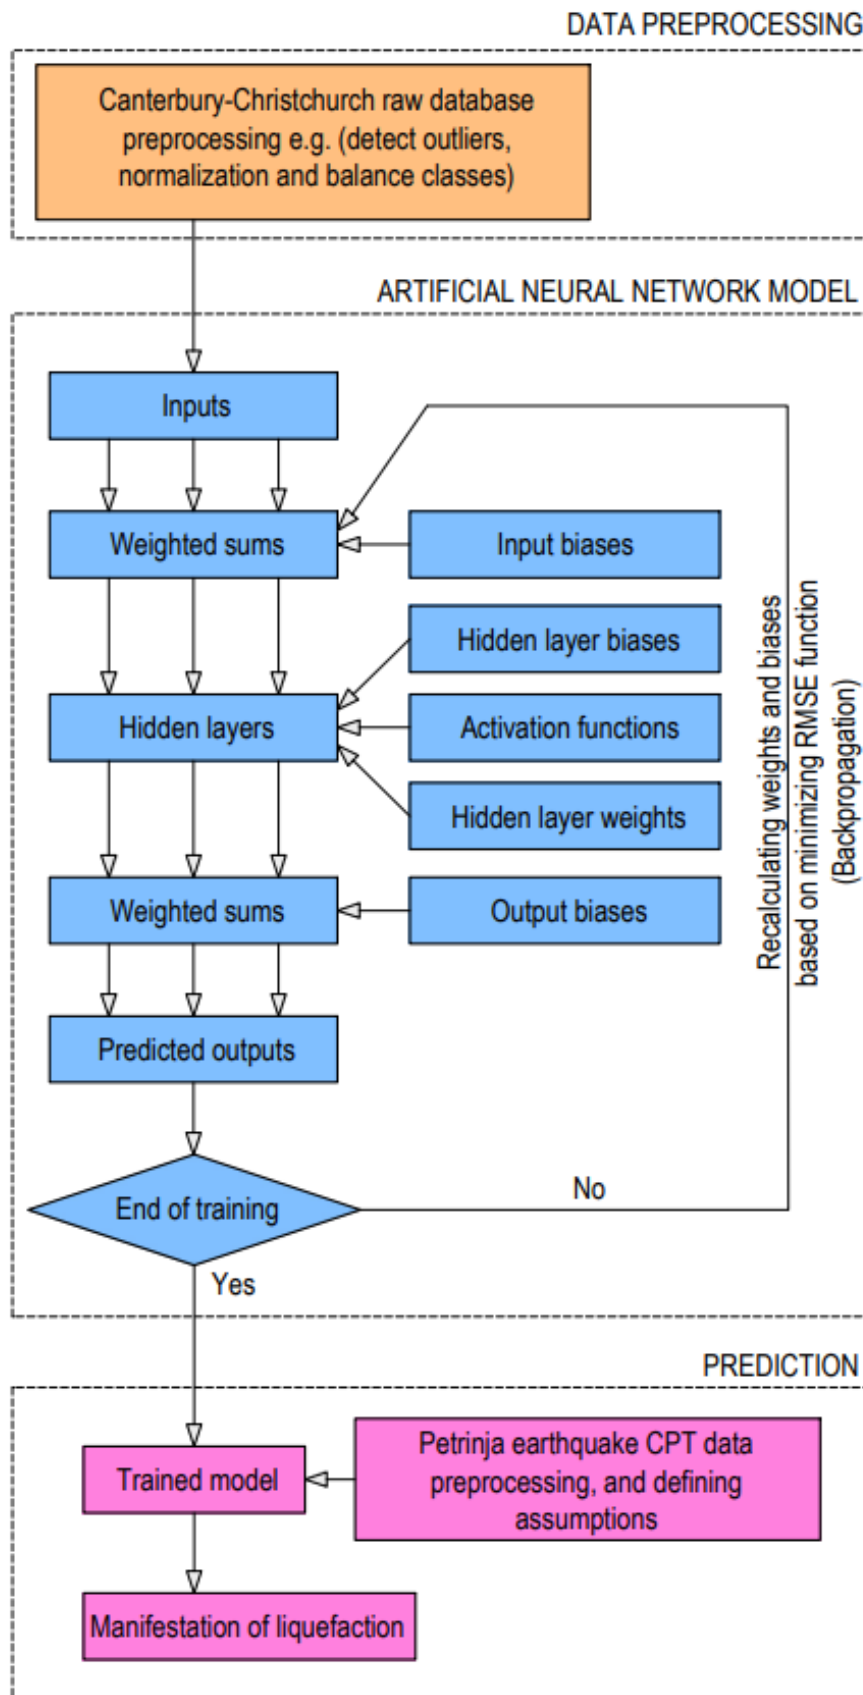 DATA PREPROCESSING
Canterbury-Christchurch raw database
preprocessing e.g. (detect outliers,
normalization and balance classes)
ARTIFICIAL NEURAL NETWORK MODEL
Inputs
Weighted sums
Input biases
Hidden layer biases
Hidden layers
Activation functions
Hidden layer weights
Weighted sums
Output biases
Predicted outputs
Recalculating weights and biases
based on minimizing RMSE function
(Backpropagation)
End of training
No
Yes
PREDICTION
Trained model
Petrinja earthquake CPT data
preprocessing, and defining
assumptions
Manifestation of liquefaction